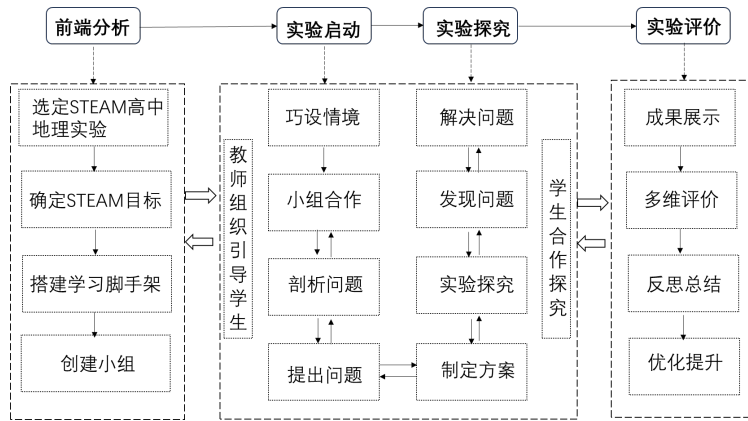 前端分析
实验启动
实验探究
实验评价
选定STEAM高中
地理实验
确定STEAM目标
搭建学习脚手架
创建小组
教师组织引导学生
巧设情境
小组合作
剖析问题
提出问题
解决问题
发现问题
实验探究
制定方案
学生合作探究
成果展示
多维评价
反思总结
优化提升